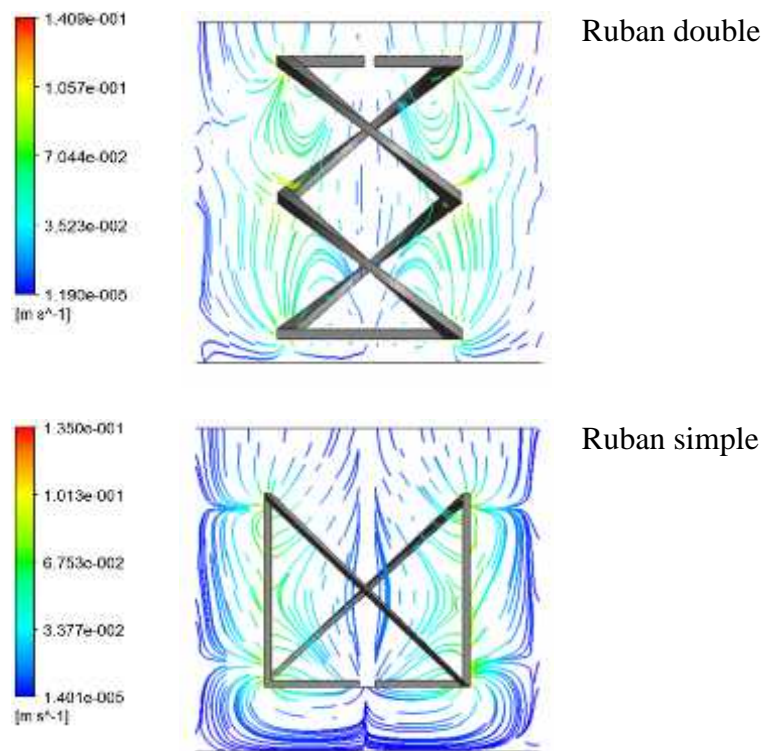 Ruban double
1.409e-001
1.057e-001
7.044e-002
3.523e-002
1.190e-005
[m s^-1]
Ruban simple
1.350e-001
1.013e-001
6.753e-002
3.377e-002
1.401e-005
[m s^-1]